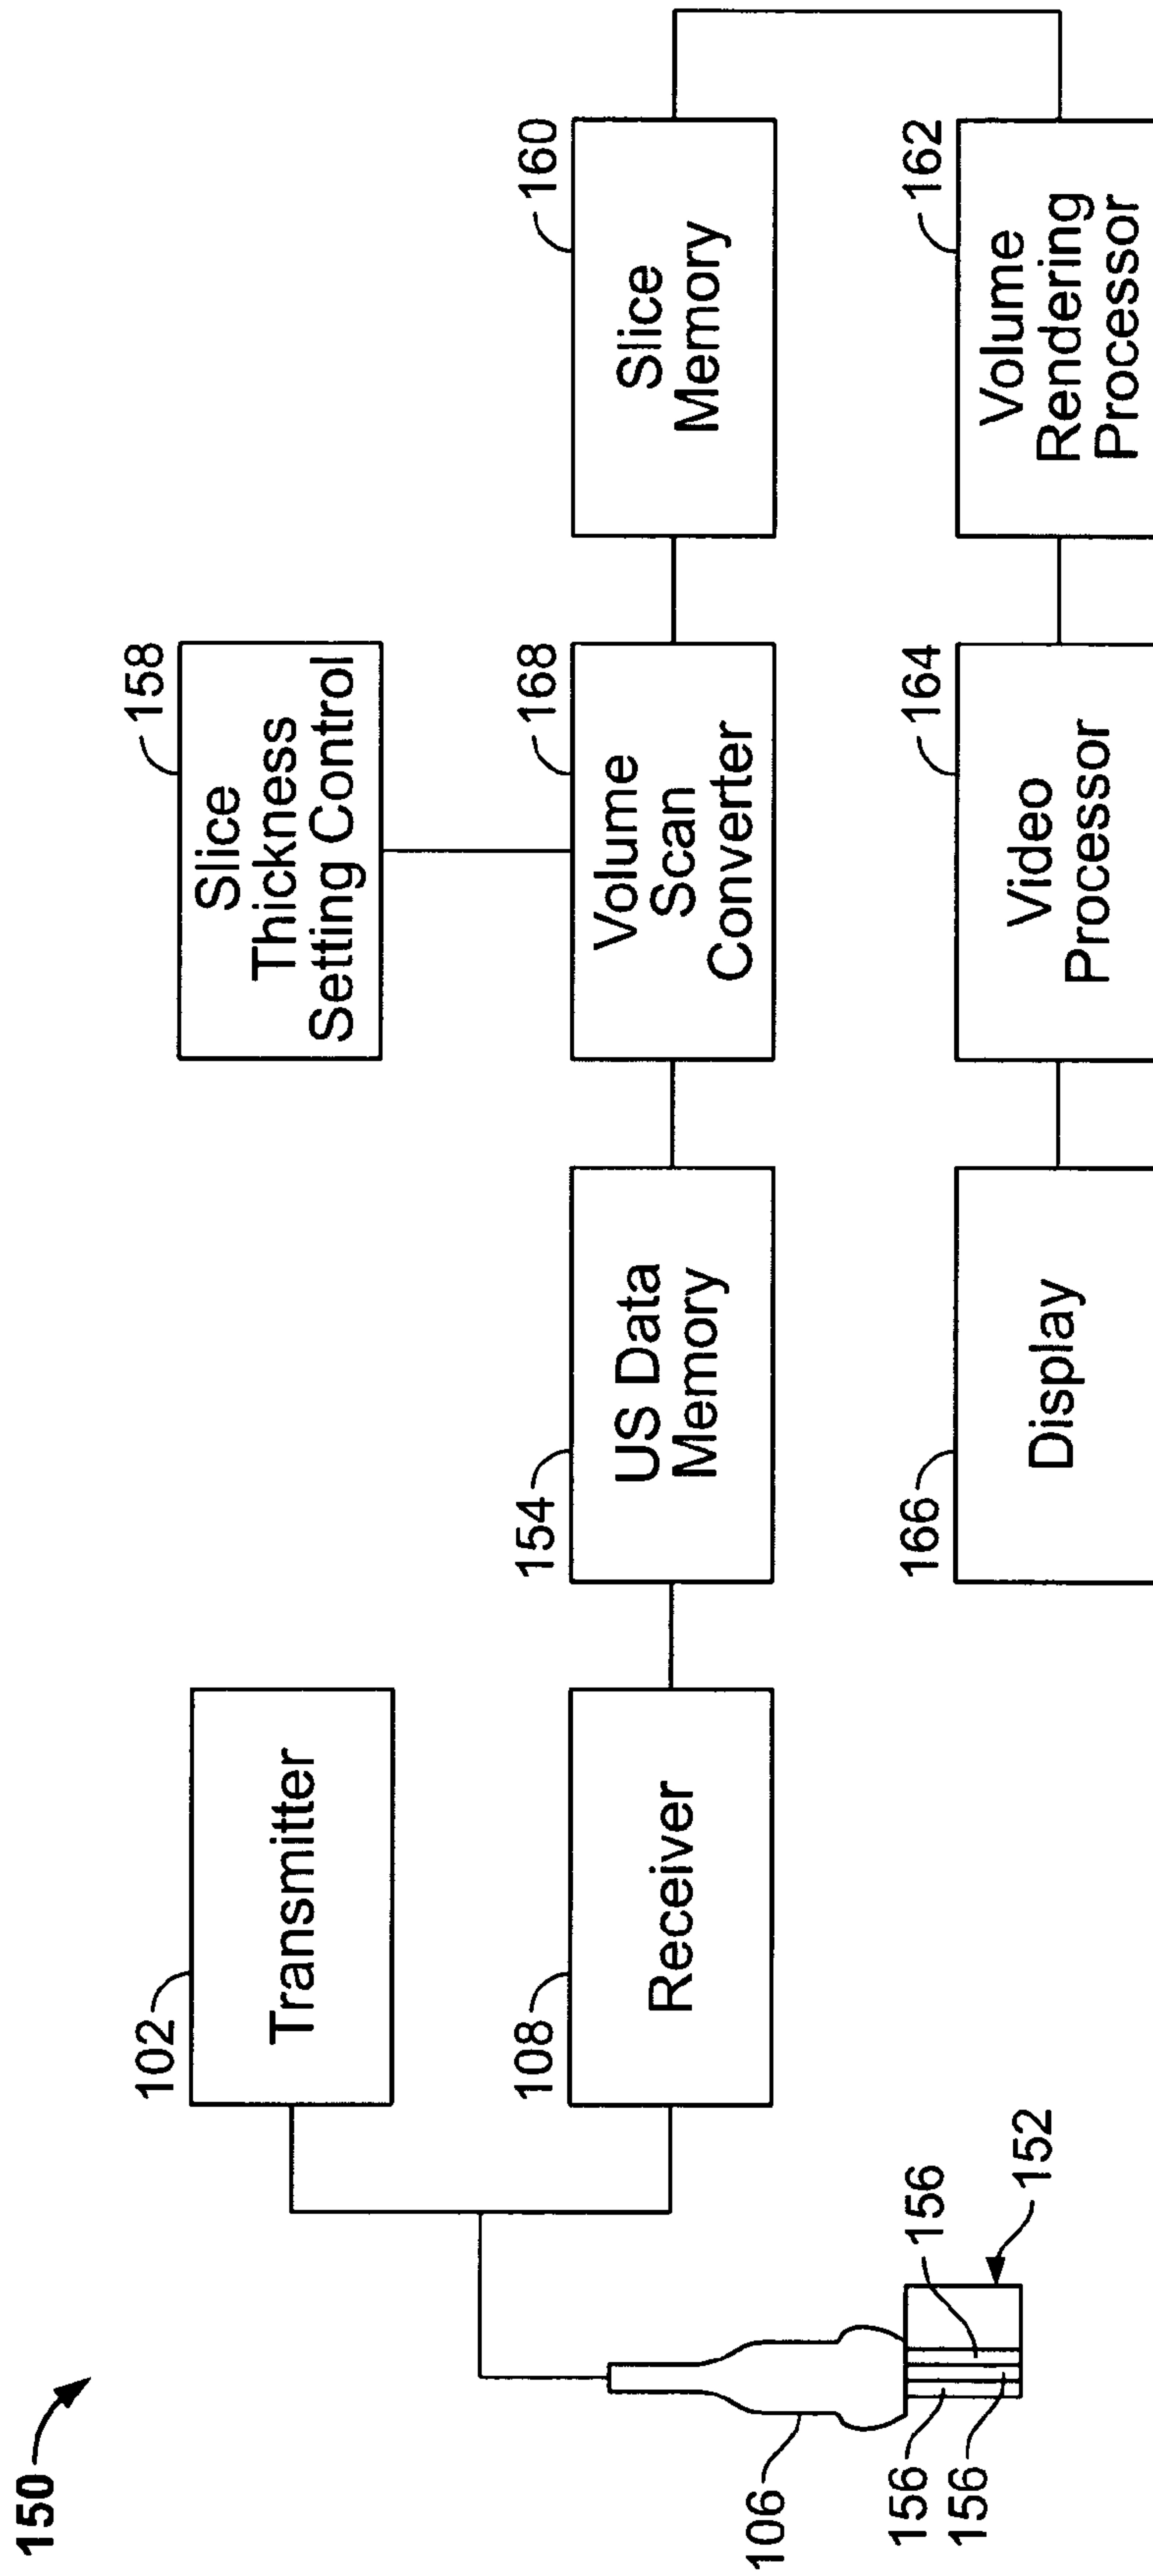 150
102
Transmitter
158
Slice
Thickness
Setting Control
108
Receiver
154
US Data
Memory
168
Volume
Scan
Converter
160
Slice
Memory
106
156
156
156
152
166
Display
164
Video
Processor
162
Volume
Rendering
Processor